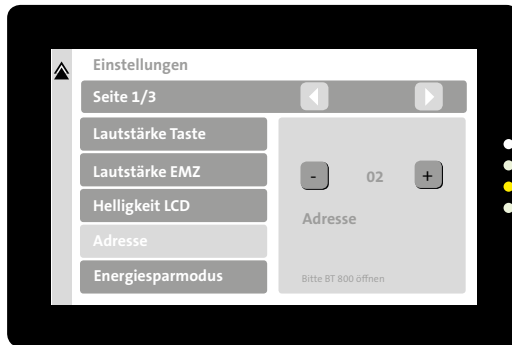 Einstellungen
Seite 1/3
Lautstärke Taste
Lautstärke EMZ
Helligkeit LCD
Adresse
Energiesparmodus
- 02 +
Adresse
Bitte BT 800 öffnen